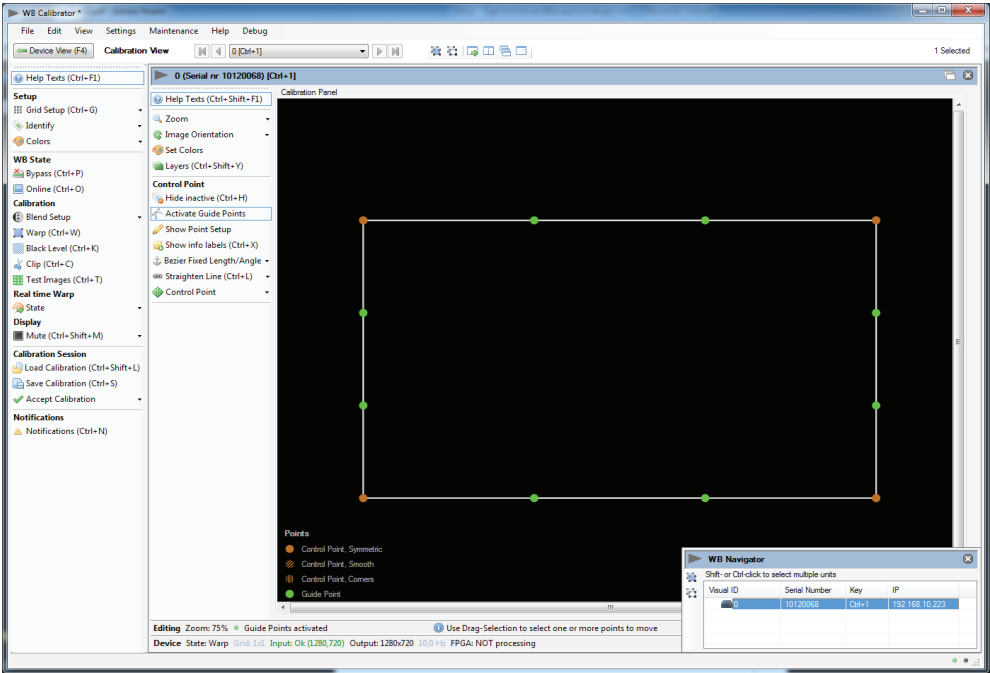 WB Calibrator *
File Edit View Settings Maintenance Help Debug
Device View (F4) Calibration View 0 [Ctrl+1] 1 Selected
Help Texts (Ctrl+F1)
Setup
Grid Setup (Ctrl+G)
Identify
Colors
WB State
Bypass (Ctrl+P)
Online (Ctrl+O)
Calibration
Blend Setup
Warp (Ctrl+W)
Black Level (Ctrl+K)
Clip (Ctrl+C)
Test Images (Ctrl+T)
Real time Warp
State
Display
Mute (Ctrl+Shift+M)
Calibration Session
Load Calibration (Ctrl+Shift+L)
Save Calibration (Ctrl+S)
Accept Calibration
Notifications
Notifications (Ctrl+N)
0 (Serial nr 10120068) [Ctrl+1]
Help Texts (Ctrl+Shift+F1)
Zoom
Image Orientation
Set Colors
Layers (Ctrl+Shift+Y)
Control Point
Hide inactive (Ctrl+H)
Activate Guide Points
Show Point Setup
Show info labels (Ctrl+X)
Bezier Fixed Length/Angle
Straighten Line (Ctrl+L)
Control Point
Calibration Panel
Points
Control Point, Symmetric
Control Point, Smooth
Control Point, Corners
Guide Point
Editing Zoom: 75% Guide Points activated Use Drag-Selection to select one or more points to move
Device State: Warp Grid: 1x1 Input: Ok (1280,720) Output: 1280x720 10,0 Hz FPGA: NOT processing
WB Navigator
Shift- or Ctrl-click to select multiple units
Visual ID Serial Number Key IP
0 10120068 Ctrl+1 192.168.10.223